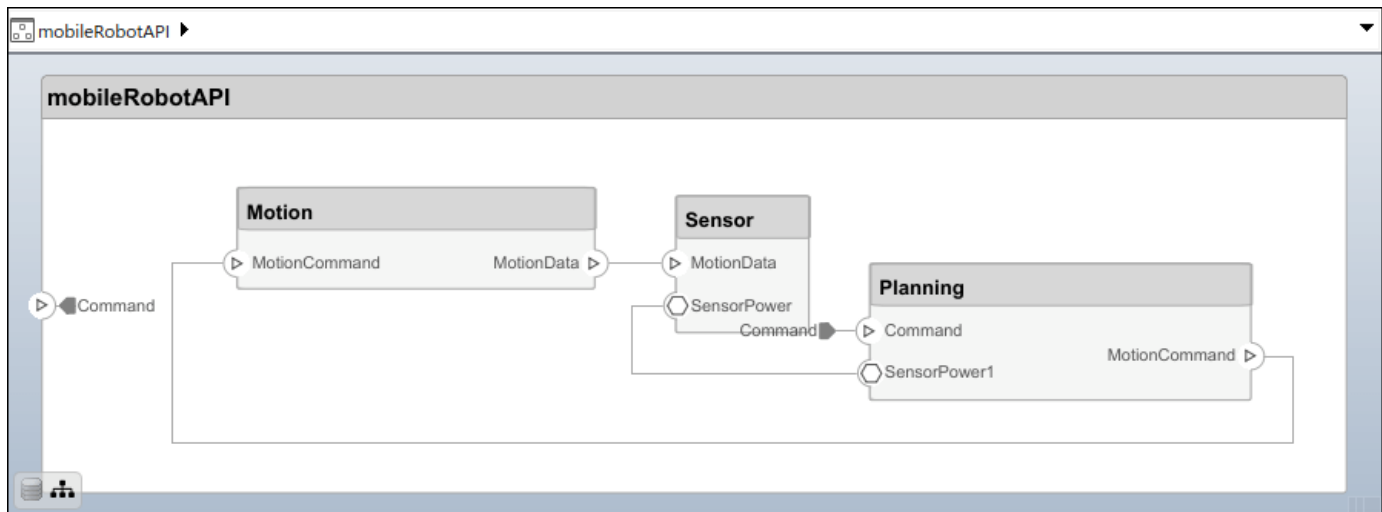 mobileRobotAPI
mobileRobotAPI
Motion
MotionCommand
MotionData
Sensor
MotionData
SensorPower
Command
Command
Planning
Command
SensorPower1
MotionCommand